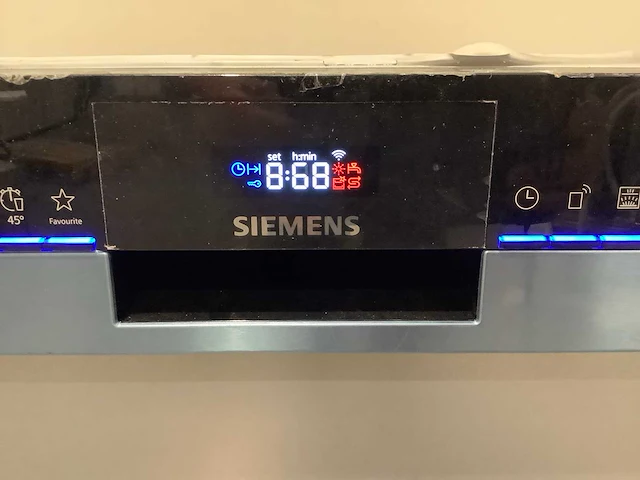 set h:min
8:68
45°
Favourite
SIEMENS